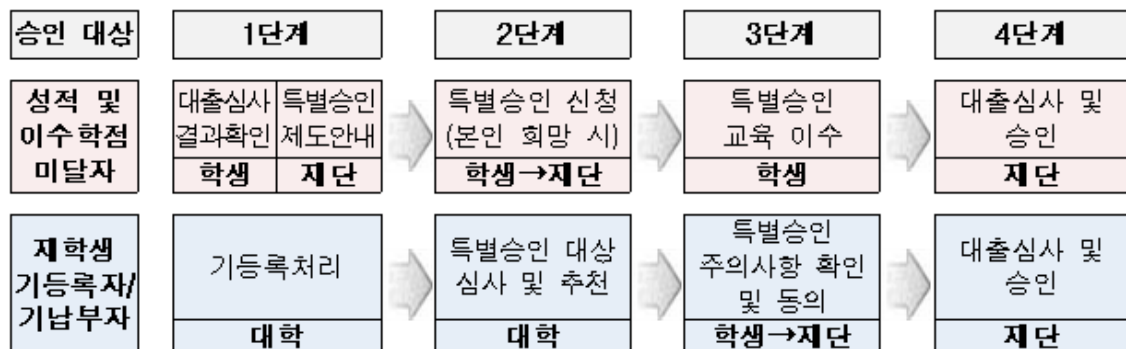 승인 대상
1단계
2단계
3단계
4단계
성적 및
이수학점
미달자
대출심사
결과확인
학생
특별승인
제도안내
재단
특별승인 신청
(본인 희망 시)
학생→재단
특별승인
교육 이수
학생
대출심사 및
승인
재단
재학생
기등록자/
기납부자
기등록처리
대학
특별승인 대상
심사 및 추천
대학
특별승인
주의사항 확인
및 동의
학생→재단
대출심사 및
승인
재단